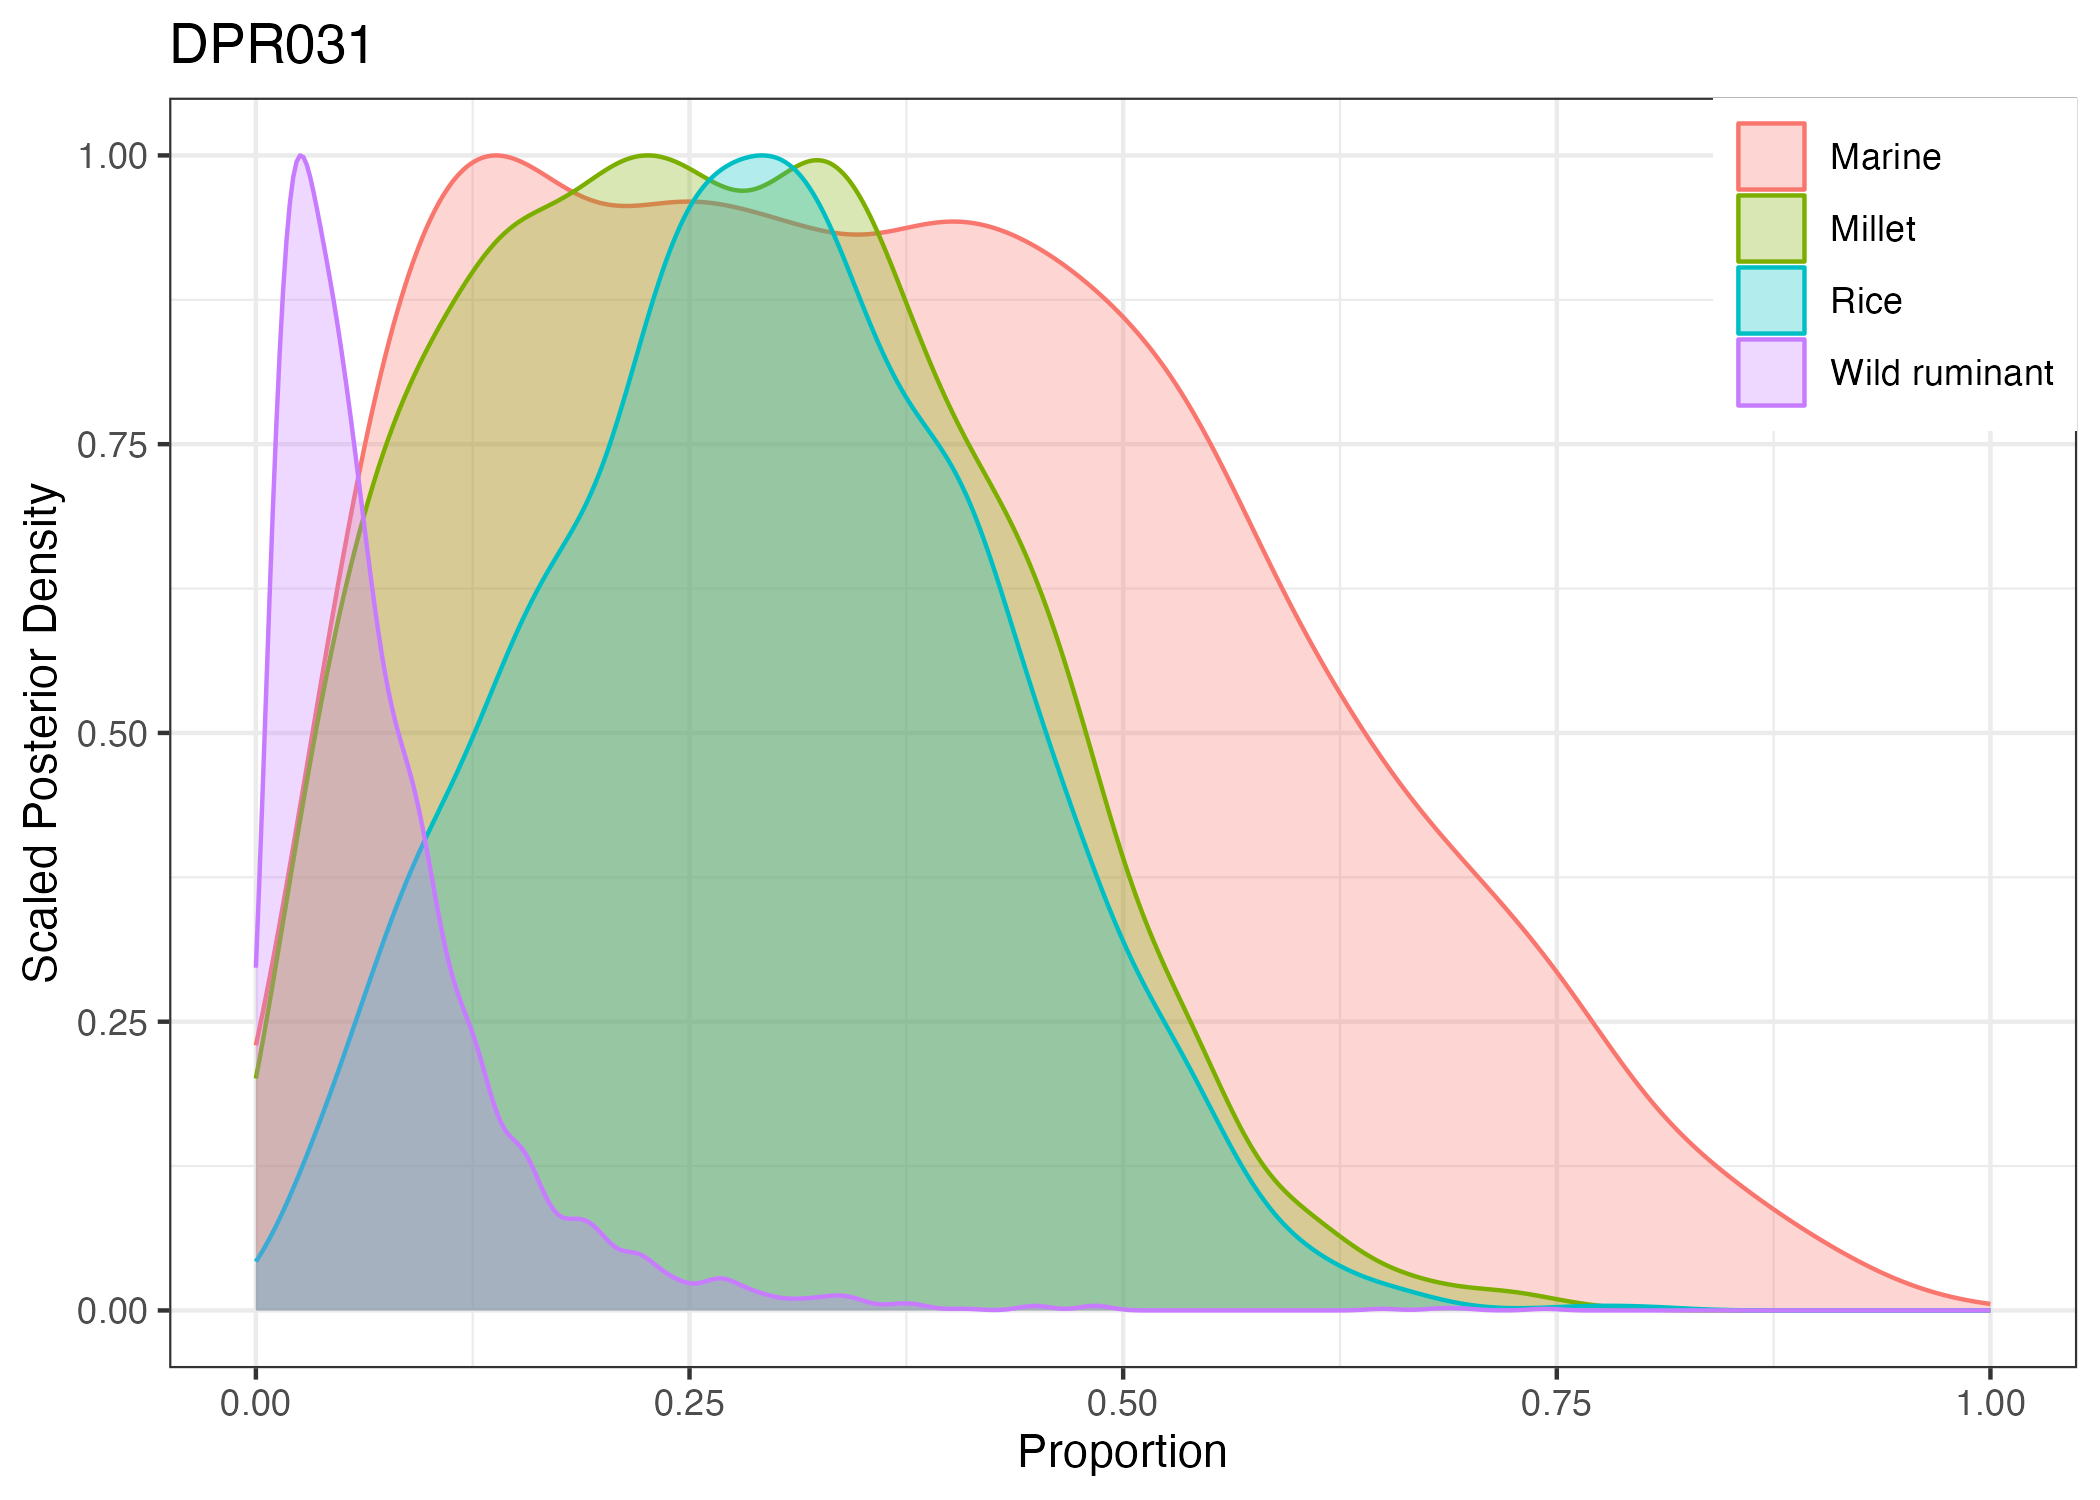 DPR031
Marine
Millet
Rice
Wild ruminant
Scaled Posterior Density
1.00
0.75
0.50
0.25
0.00
0.00 0.25 0.50 0.75 1.00
Proportion